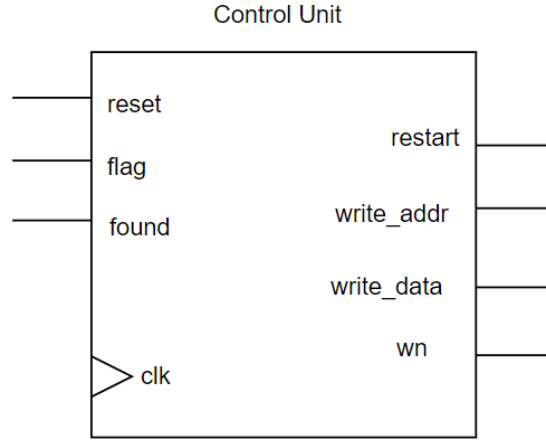 Control Unit
reset
flag
found
clk
restart
write_addr
write_data
wn